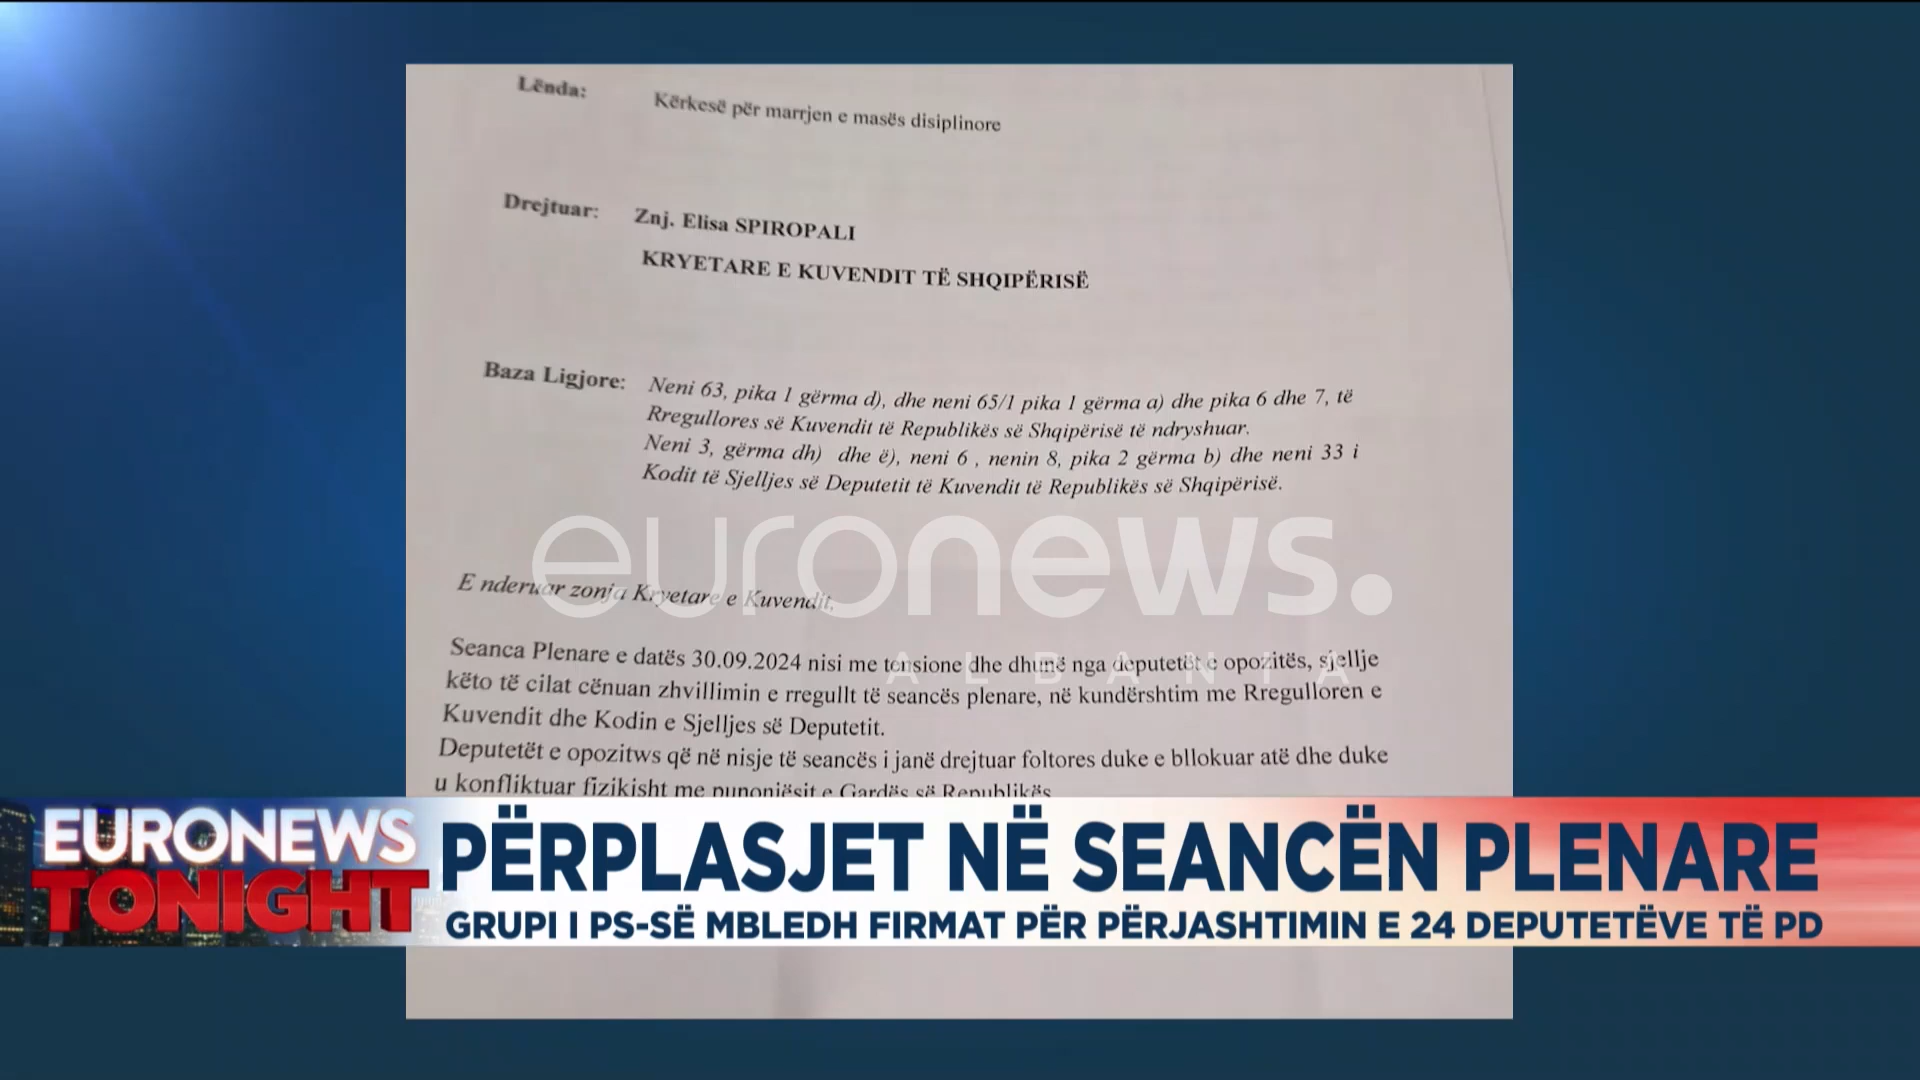 Lënda: Kërkesë për marrjen e masës disiplinore
Drejtuar: Znj. Elisa SPIROPALI
KRYETARE E KUVENDIT TË SHQIPËRISË
Baza Ligjore: Neni 63, pika 1 gërma d), dhe neni 65/1 pika 1 gërma a) dhe pika 6 dhe 7, të
Rregullores së Kuvendit të Republikës së Shqipërisë të ndryshuar.
Neni 3, gërma dh) dhe ë), neni 6 , nenin 8, pika 2 gërma b) dhe neni 33 i
Kodit të Sjelljes së Deputetit të Kuvendit të Republikës së Shqipërisë.
euronews.
ALBANIA
E nderuar zonja Kryetare e Kuvendit,
Seanca Plenare e datës 30.09.2024 nisi me tensione dhe dhunë nga deputetët e opozitës, sjellje
këto të cilat cënuan zhvillimin e rregullt të seancës plenare, në kundërshtim me Rregulloren e
Kuvendit dhe Kodin e Sjelljes së Deputetit.
Deputetët e opozitws që në nisje të seancës i janë drejtuar foltores duke e bllokuar atë dhe duke
u konfliktuar fizikisht me punonjësit e Gardës së Republikës
EURONEWS
TONIGHT
PËRPLASJET NË SEANCËN PLENARE
GRUPI I PS-SË MBLEDH FIRMAT PËR PËRJASHTIMIN E 24 DEPUTETËVE TË PD